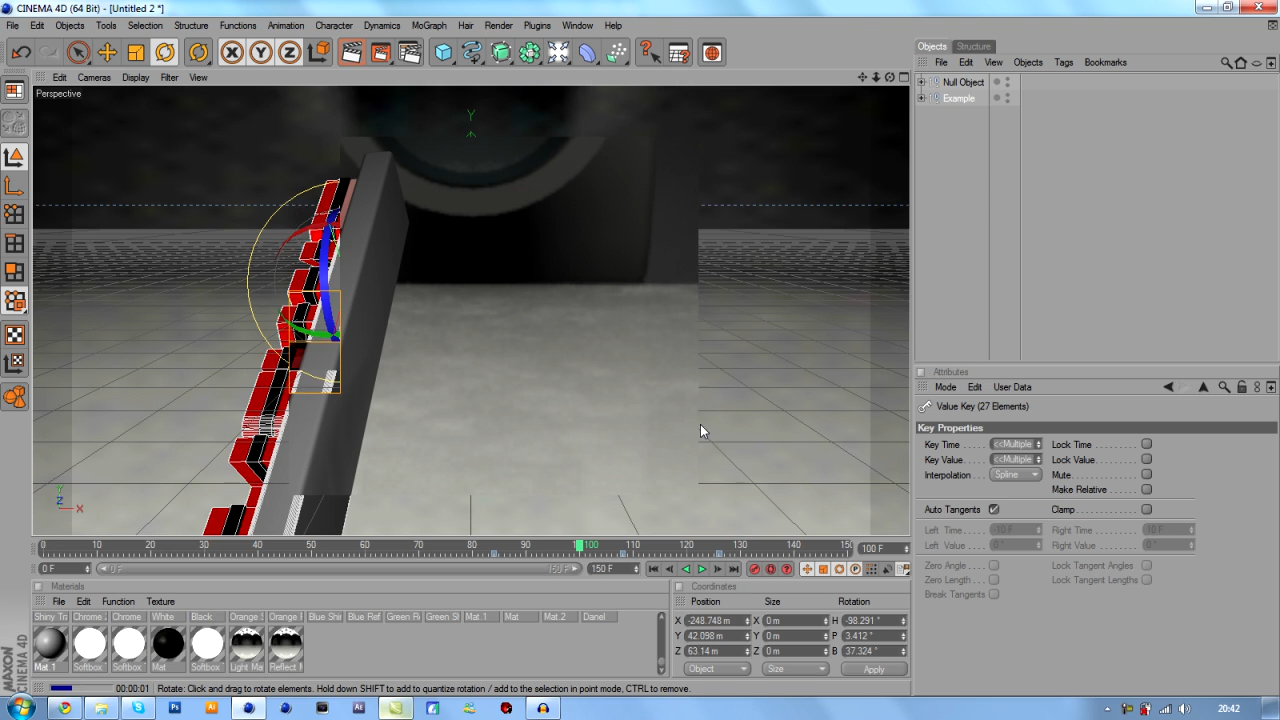 CINEMA 4D (64 Bit) - [Untitled 2 *]
File Edit Objects Tools Selection Structure Functions Animation Character Dynamics MoGraph Hair Render Plugins Window Help
Objects Structure
File Edit View Objects Tags Bookmarks
Edit Cameras Display Filter View
Perspective
Null Object
Example
Y
Y
Z X
Attributes
Mode Edit User Data
Value Key (27 Elements)
Key Properties
Key Time <<Multiple Lock Time
Key Value <<Multiple Lock Value
Interpolation Spline Mute
Make Relative
Auto Tangents Clamp
Left Time -10 F Right Time 10 F
Left Value 0 ° Right Value 0 °
Zero Angle Lock Tangent Angles
Zero Length Lock Tangent Lengths
Break Tangents
0 10 20 30 40 50 60 70 80 90 100 110 120 130 140 150 100 F
0 F 0 F 150 F 150 F
Materials
File Edit Function Texture
Shiny Tr Chrome Chrome White Black Orange Orange Blue Shi Blue Ref Green R Green S Mat.1 Mat Mat.2 Danel
Mat.1 Softbox Softbox Mat Softbox Light Ma Reflect
Coordinates
Position Size Rotation
X -248.748 m X 0 m H -98.291 °
Y 42.098 m Y 0 m P 3.412 °
Z 63.14 m Z 0 m B 37.324 °
Object Size Apply
MAXON CINEMA 4D
00:00:01 Rotate: Click and drag to rotate elements. Hold down SHIFT to add to quantize rotation / add to the selection in point mode, CTRL to remove.
Ps Ai Ae
20:42